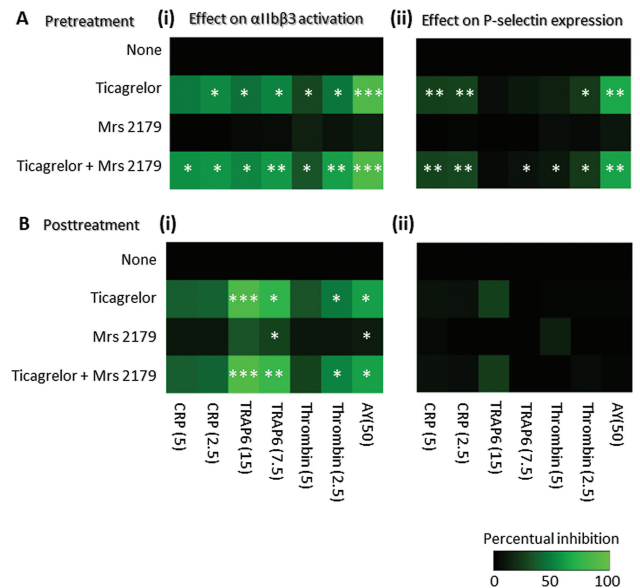 A Pretreatment (i) Effect on αIIbβ3 activation (ii) Effect on P-selectin expression
None
Ticagrelor * * * * * *** ** ** * **
Mrs 2179
Ticagrelor + Mrs 2179 * * * ** * ** *** ** ** * * * **
B Posttreatment (i) (ii)
None
Ticagrelor *** * * *
Mrs 2179 * *
Ticagrelor + Mrs 2179 *** ** * *
CRP (5) CRP (2.5) TRAP6 (15) TRAP6 (7.5) Thrombin (5) Thrombin (2.5) AY(50) CRP (5) CRP (2.5) TRAP6 (15) TRAP6 (7.5) Thrombin (5) Thrombin (2.5) AY(50)
Percentual inhibition
0 50 100